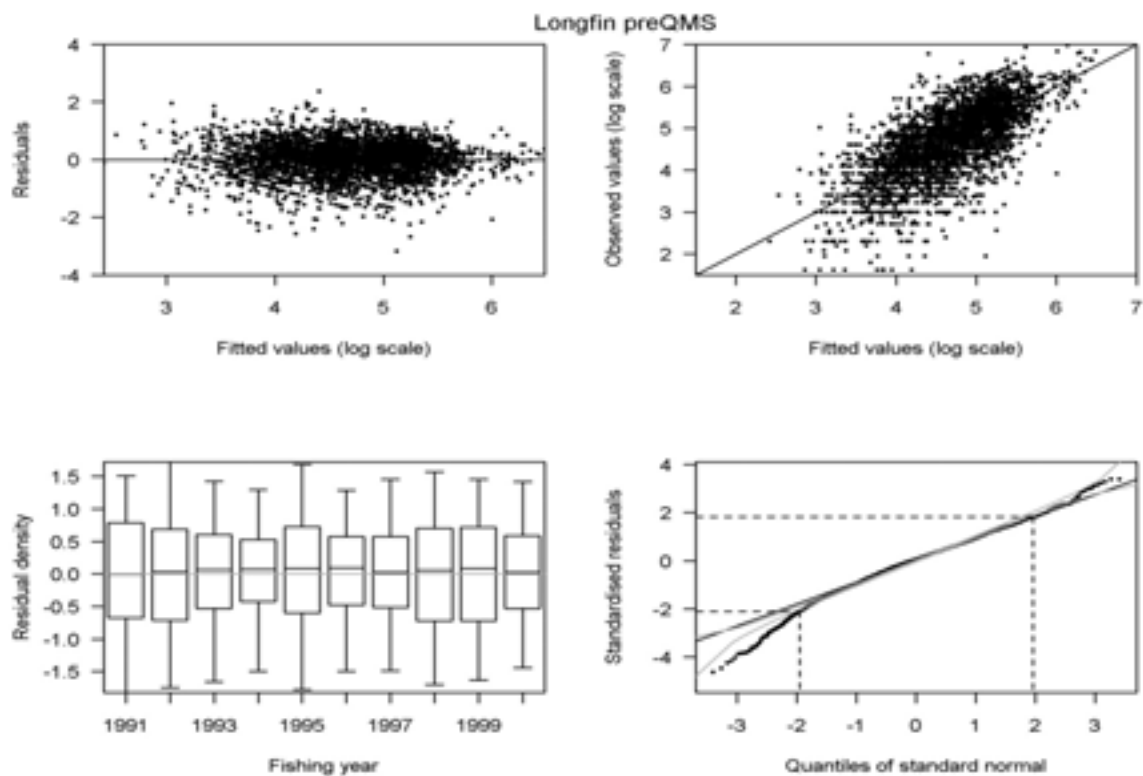 Longfin preQMS
4
2
0
-2
-4
Residuals
3 4 5 6
Fitted values (log scale)
7
6
5
4
3
2
Observed values (log scale)
2 3 4 5 6 7
Fitted values (log scale)
1.5
1.0
0.5
0.0
-0.5
-1.0
-1.5
Residual density
1991 1993 1995 1997 1999
Fishing year
4
2
0
-2
-4
Standardised residuals
-3 -2 -1 0 1 2 3
Quantiles of standard normal